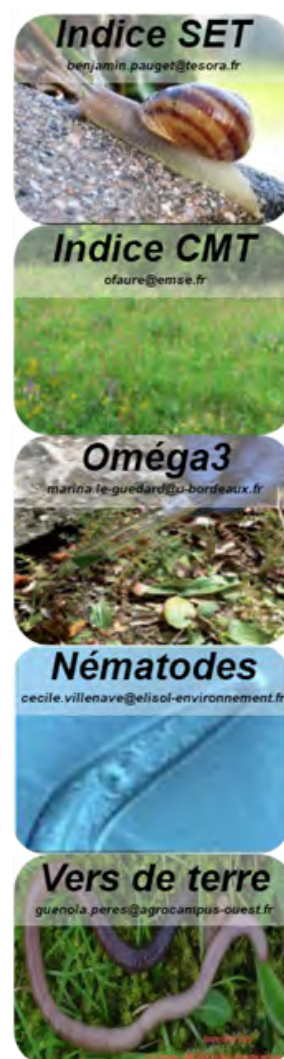 Indice SET
benjamin.pauget@tesora.fr
Indice CMT
ofaure@emse.fr
Oméga3
marina.le-guedard@u-bordeaux.fr
Nématodes
cecile.villenave@elisol-environnement.fr
Vers de terre
guenola.peres@agrocampus-ouest.fr